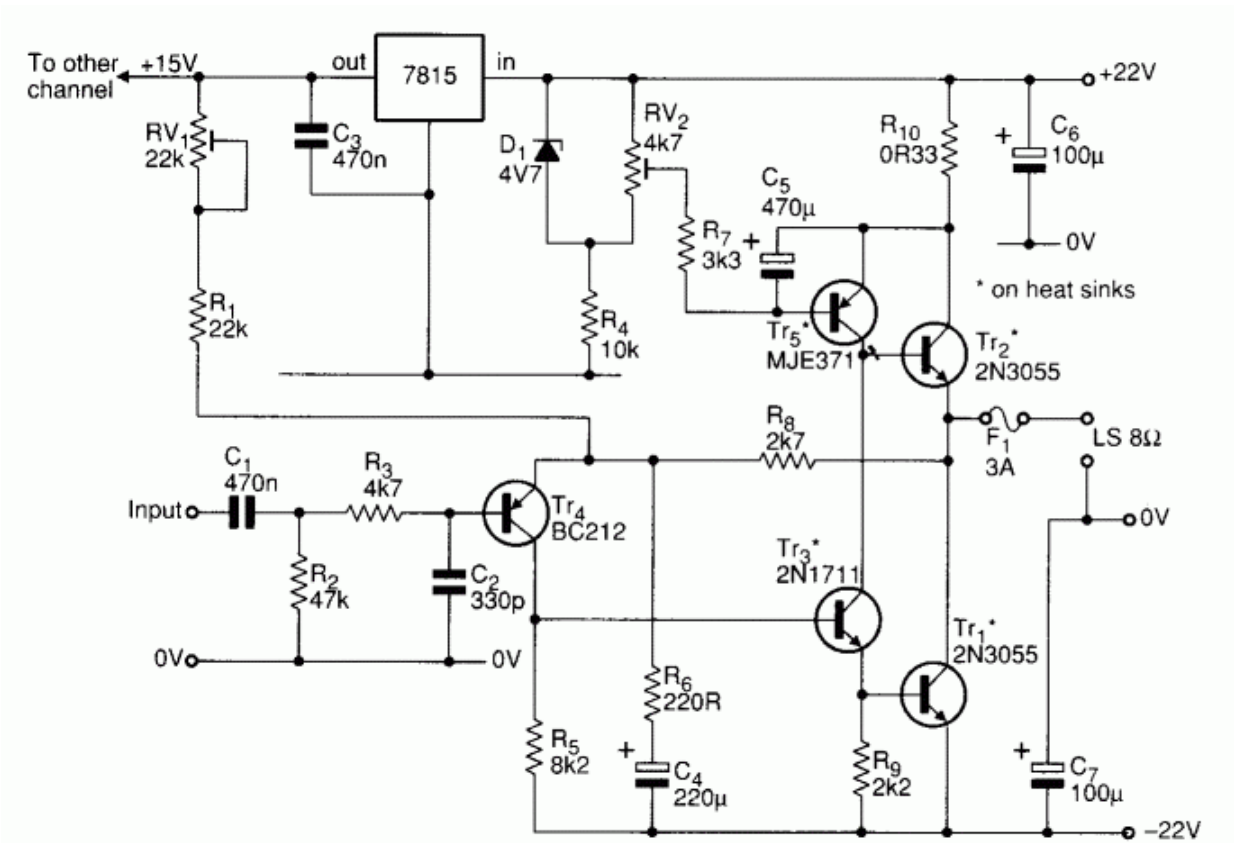 To other
channel
+15V
out
7815
in
+22V
RV1
22k
C3
470n
D1
4V7
RV2
4k7
R10
0R33
C6
100µ
0V
R7
3k3
C5
470µ
* on heat sinks
R1
22k
R4
10k
Tr5*
MJE371
Tr2*
2N3055
F1
3A
LS 8Ω
R8
2k7
C1
470n
R3
4k7
Input
Tr4
BC212
0V
R2
47k
C2
330p
Tr3*
2N1711
Tr1*
2N3055
0V
0V
R6
220R
R5
8k2
C4
220µ
R9
2k2
C7
100µ
−22V